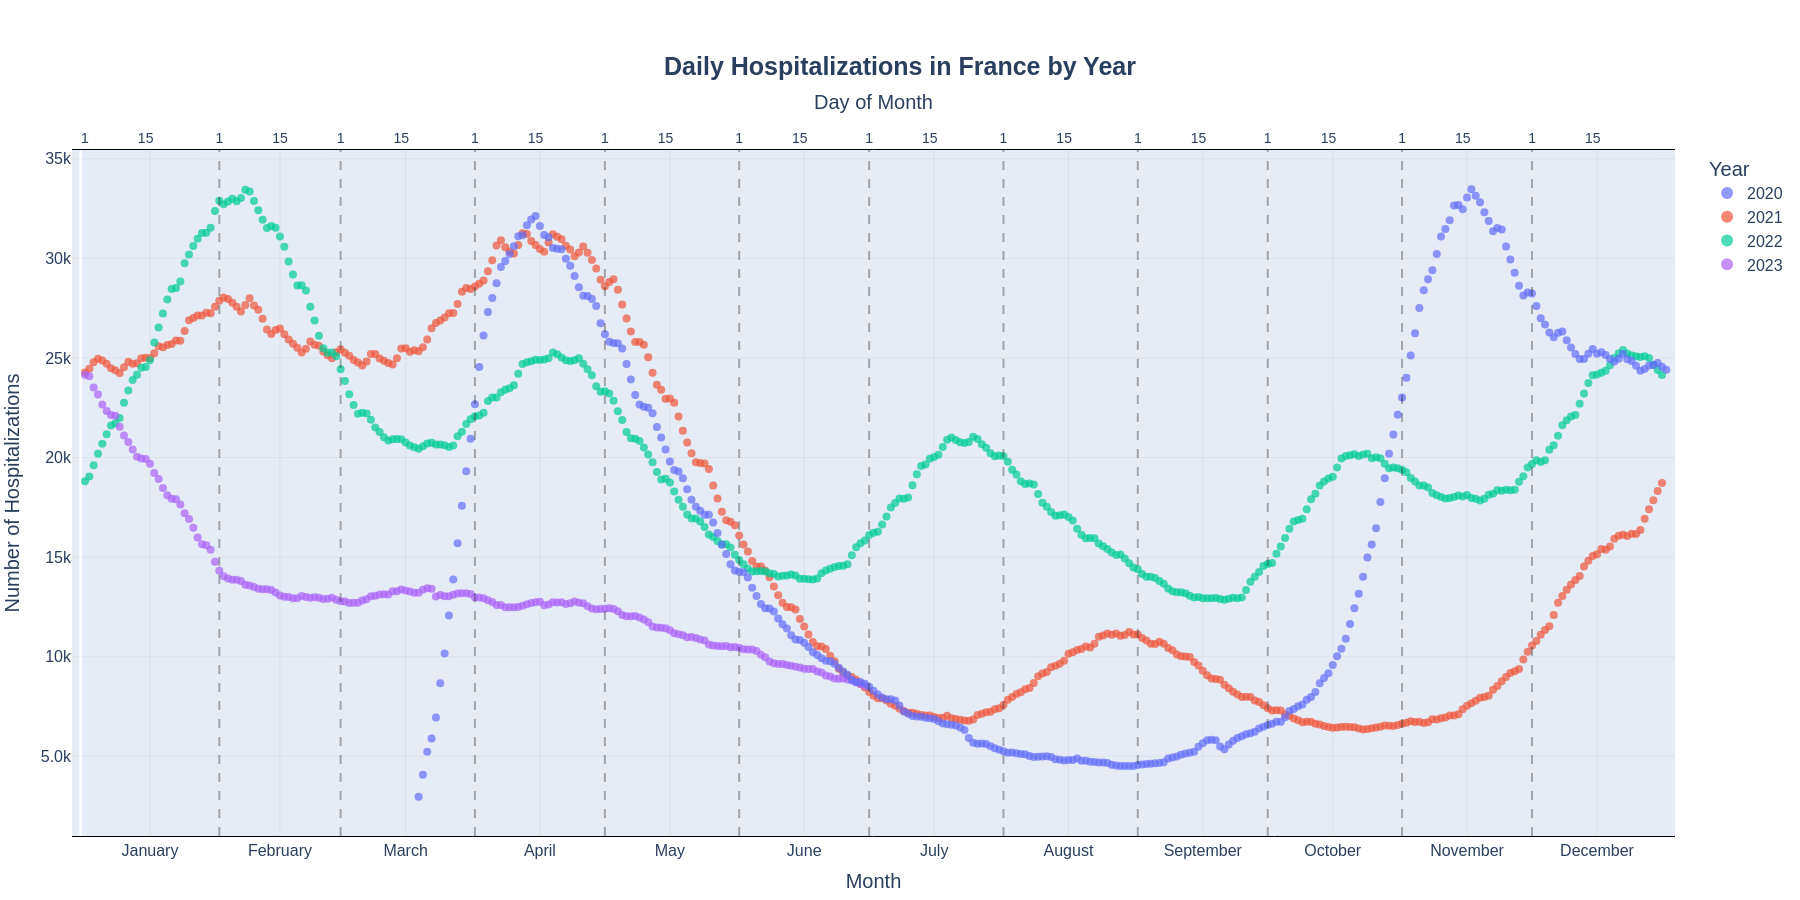 Daily Hospitalizations in France by Year
Day of Month
1 15 1 15 1 15 1 15 1 15 1 15 1 15 1 15 1 15 1 15 1 15 1 15
35k
30k
25k
20k
15k
10k
5.0k
Number of Hospitalizations
January February March April May June July August September October November December
Month
Year
2020
2021
2022
2023